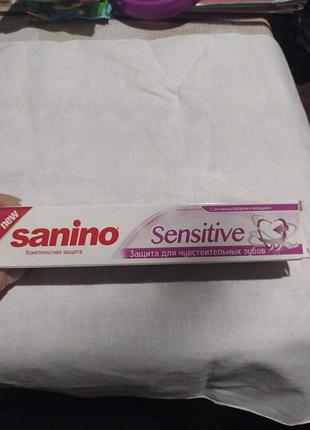 new
sanino
Комплексная защита
С активным фтором и кальцием
Sensitive
Защита для чувствительных зубов